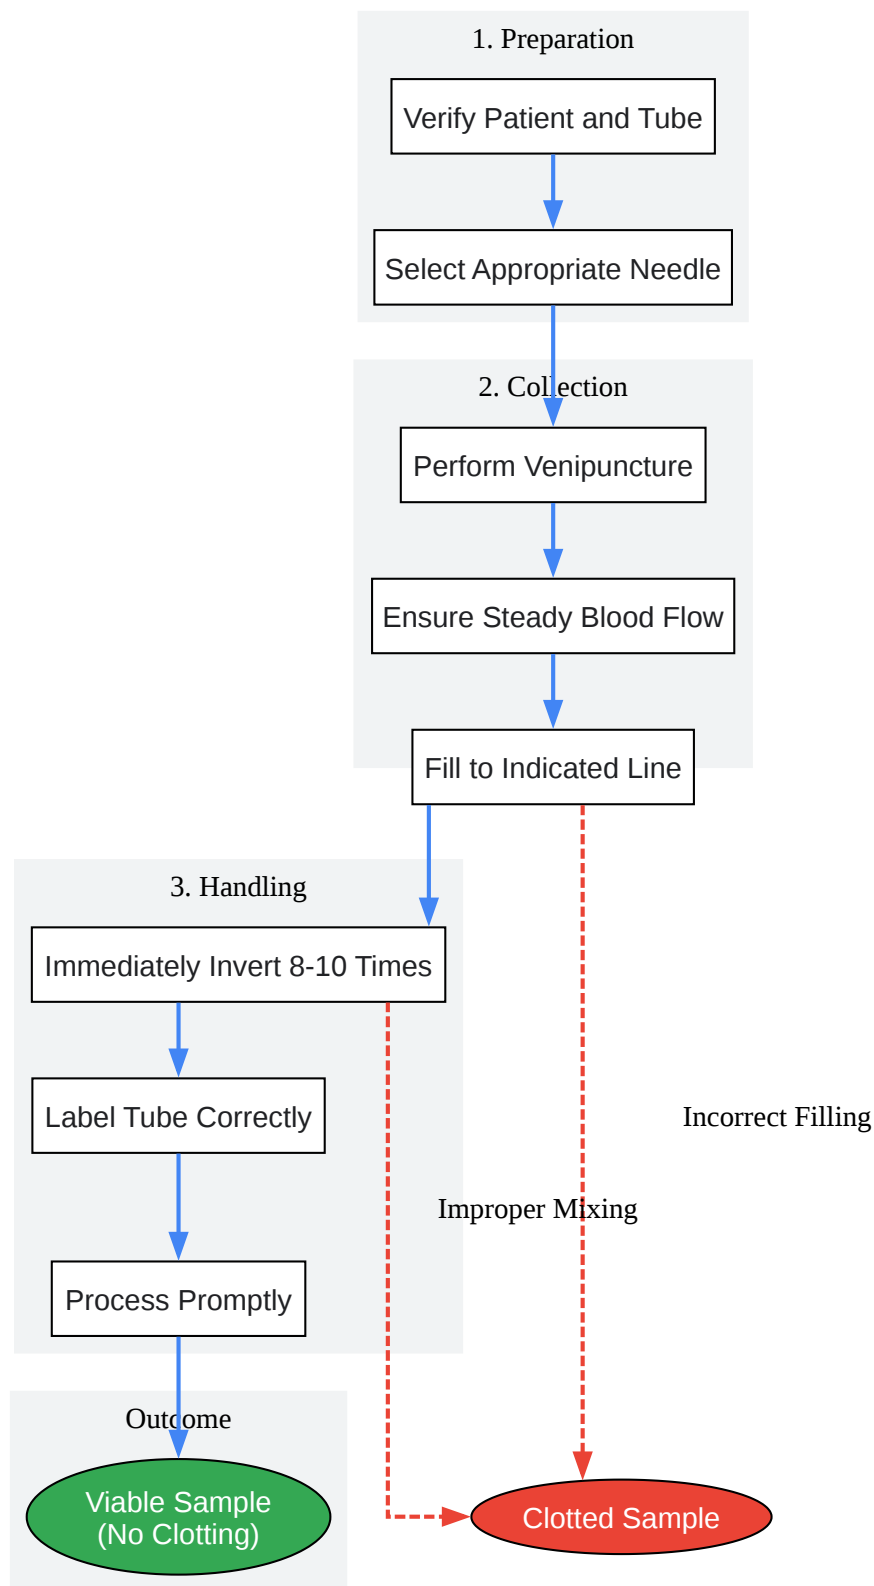 1. Preparation
Verify Patient and Tube
Select Appropriate Needle
2. Collection
Perform Venipuncture
Ensure Steady Blood Flow
Fill to Indicated Line
3. Handling
Immediately Invert 8-10 Times
Label Tube Correctly
Incorrect Filling
Improper Mixing
Process Promptly
Outcome
Viable Sample
(No Clotting)
Clotted Sample